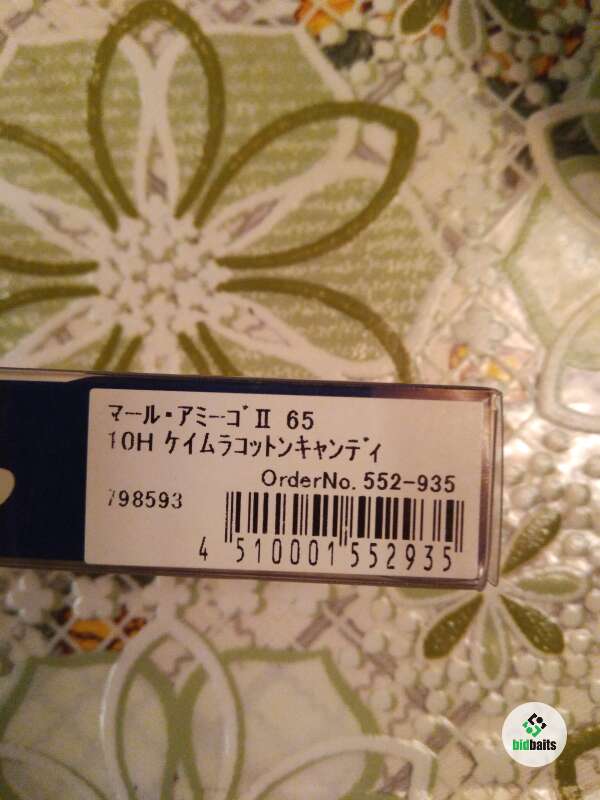 ﾏｰﾙ・ｱﾐｰｺﾞⅡ 65
10H ｹｲﾑﾗｺｯﾄﾝｷｬﾝﾃﾞｨ
OrderNo. 552-935
798593
4 510001 552935
bidbaits